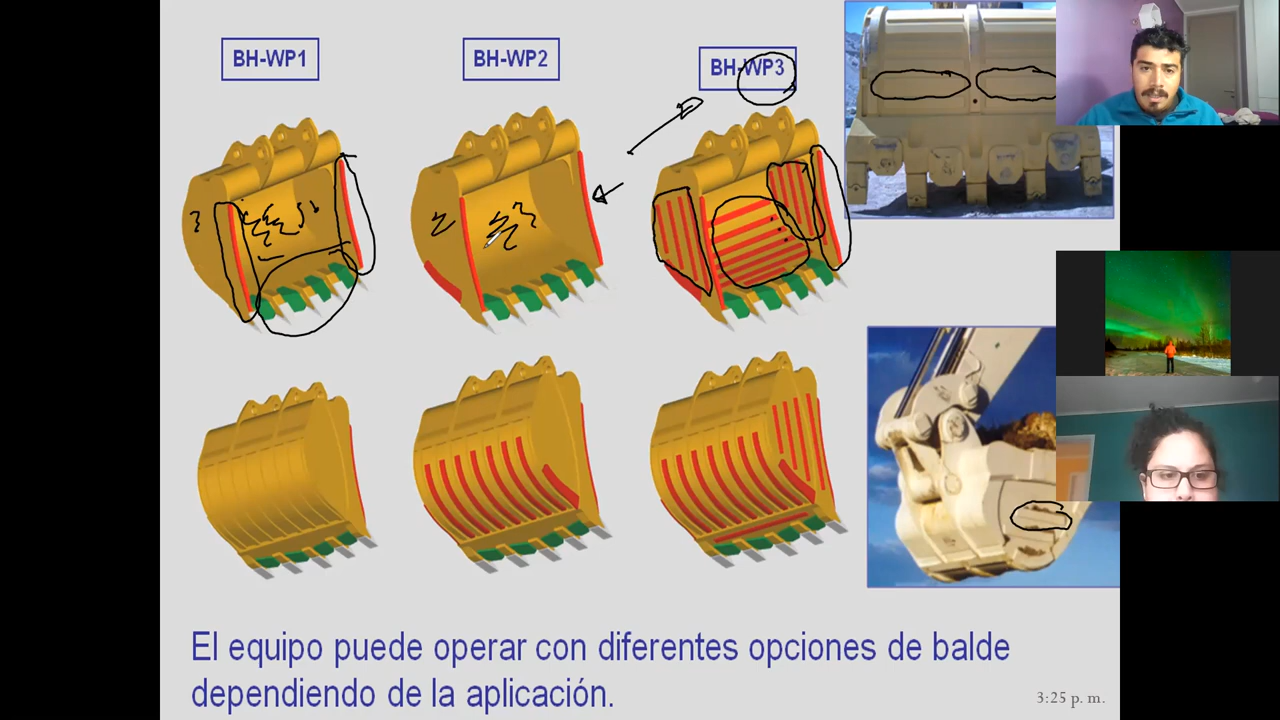 BH-WP1
BH-WP2
BH-WP3
El equipo puede operar con diferentes opciones de balde
dependiendo de la aplicación.
3:25 p. m.